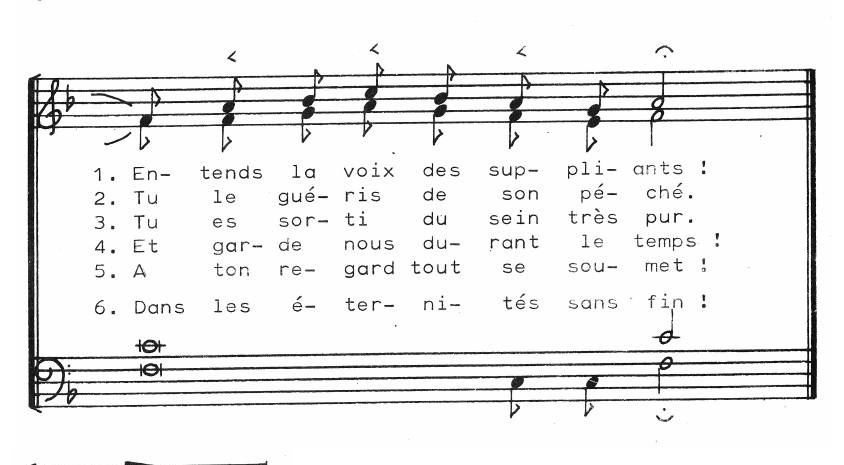 1. En- tends la voix des sup- pli- ants !
2. Tu le gué- ris de son pé- ché.
3. Tu es sor- ti du sein très pur.
4. Et gar- de nous du- rant le temps !
5. A ton re- gard tout se sou- met !
6. Dans les é- ter- ni- tés sans fin !